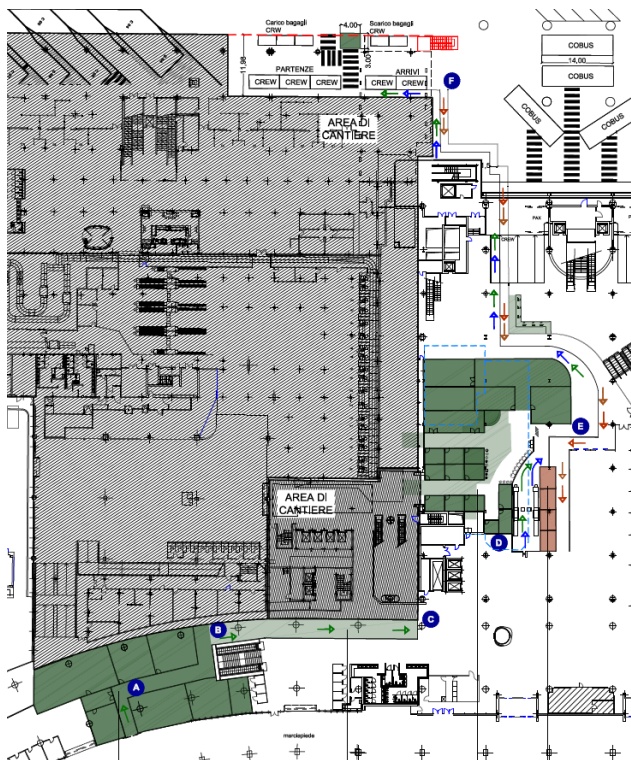 Carico bagagli
CRW
4.00
Scarico bagagli
CRW
COBUS
14,00
COBUS
11,98
3.00
PARTENZE
ARRIVI
CREW CREW CREW
CREW CREW
F
COBUS
COBUS
AREA DI
CANTIERE
PAX
CREW
E
AREA DI
CANTIERE
D
B
C
A
marciapiede